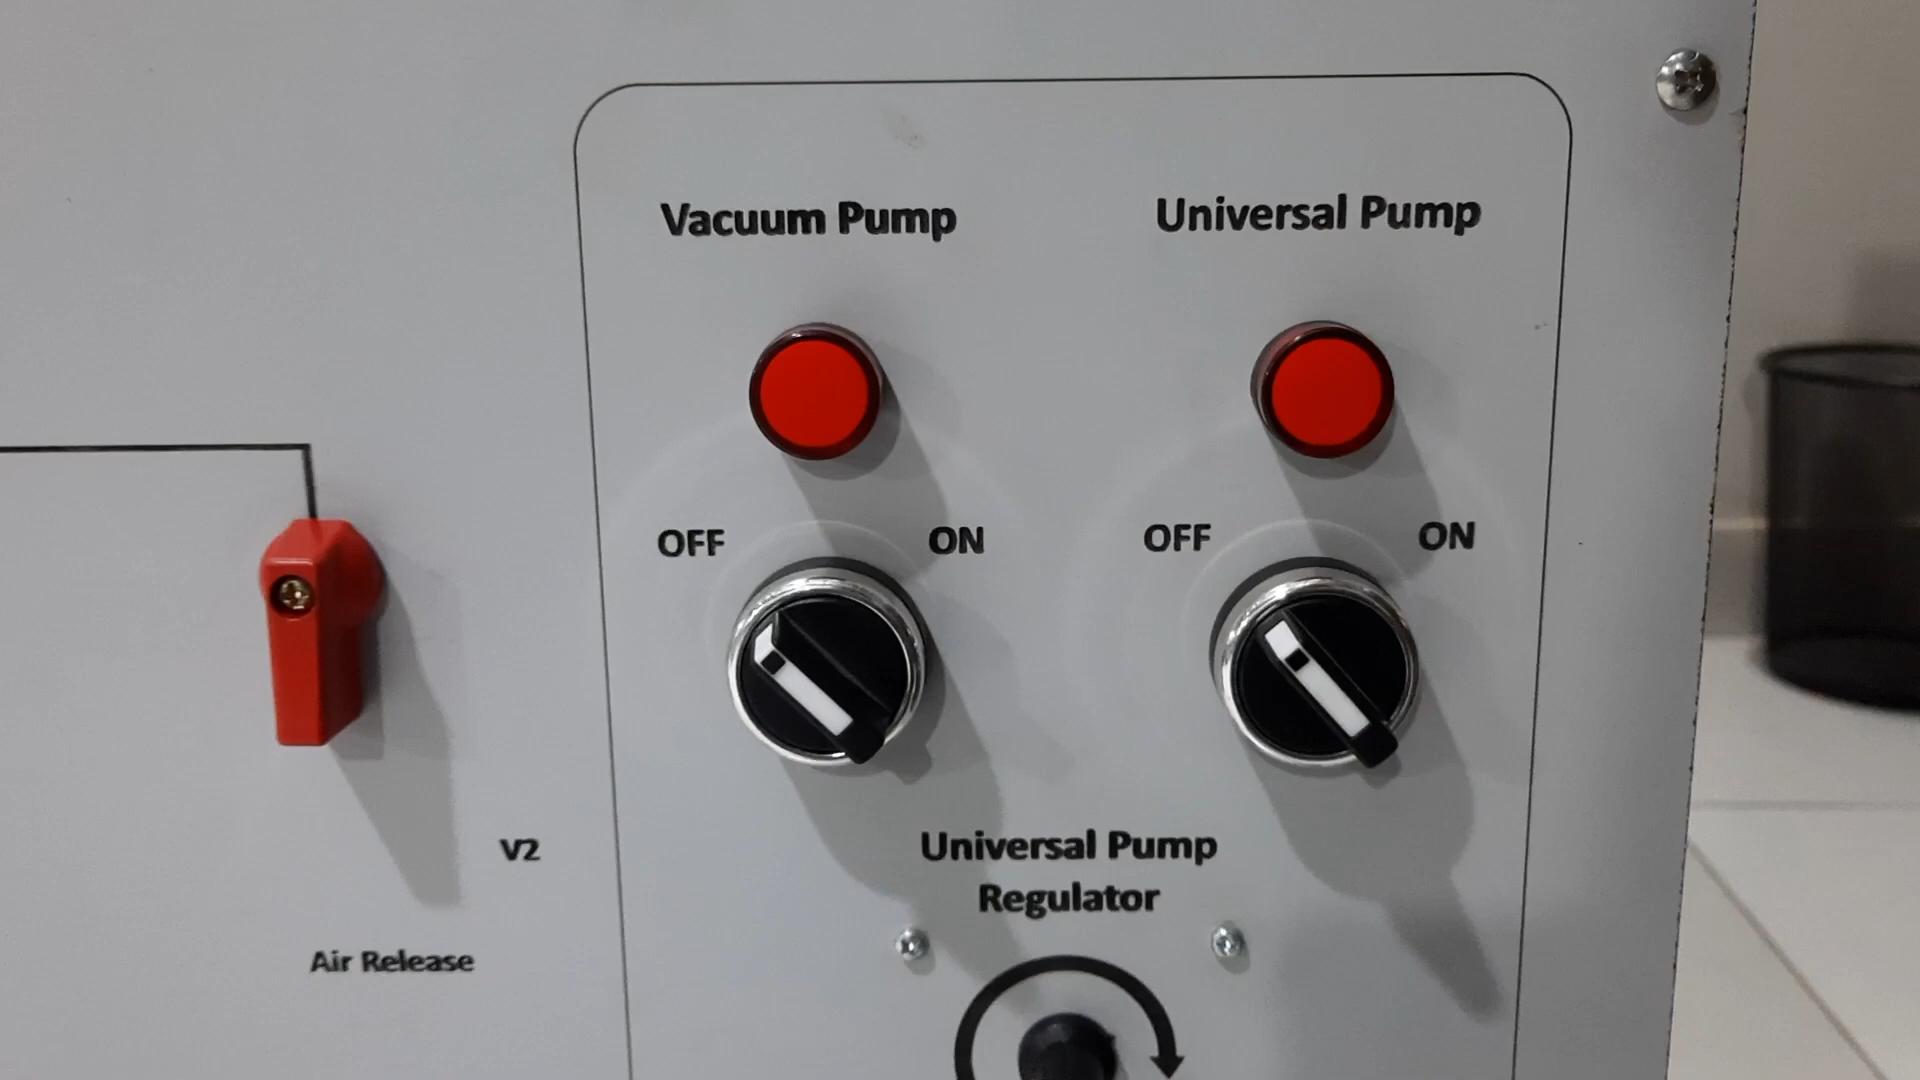 Vacuum Pump
Universal Pump
OFF
ON
OFF
ON
Universal Pump
Regulator
V2
Air Release